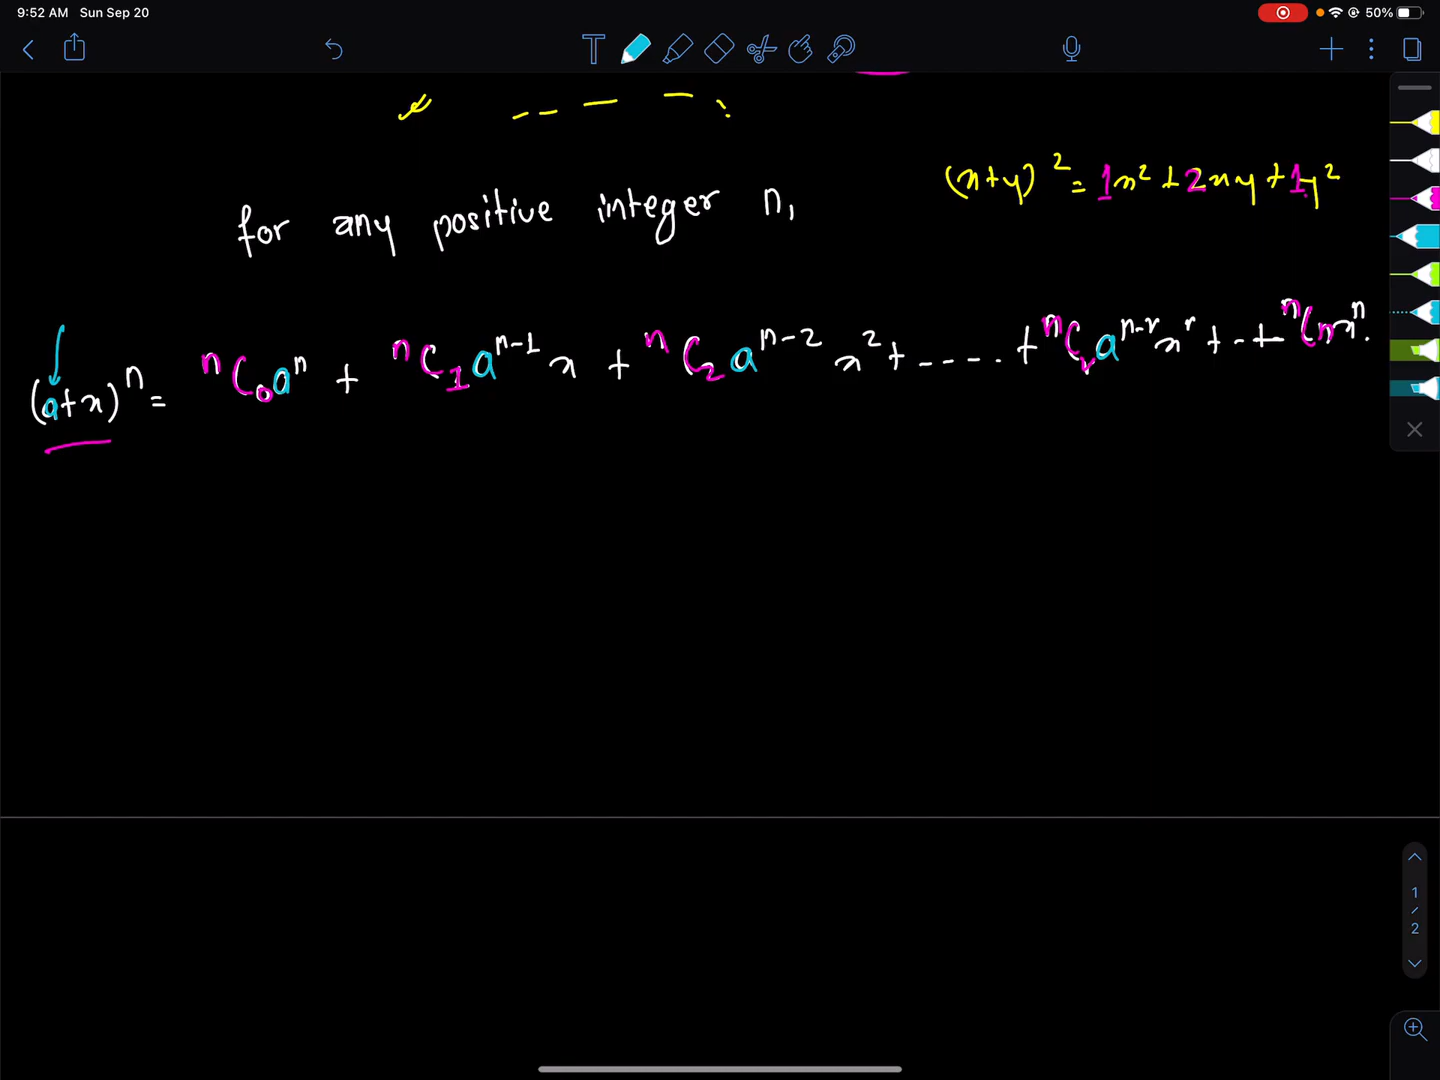 9:52 AM Sun Sep 20
50%
(x+y)² = 1x² + 2xy + 1y²
for any positive integer n,
(a+x)ⁿ = ⁿC₀aⁿ + ⁿC₁aⁿ⁻¹x + ⁿC₂aⁿ⁻²x² + ..... + ⁿCᵣaⁿ⁻ʳxʳ + -- + ⁿCₙxⁿ.
1
/
2